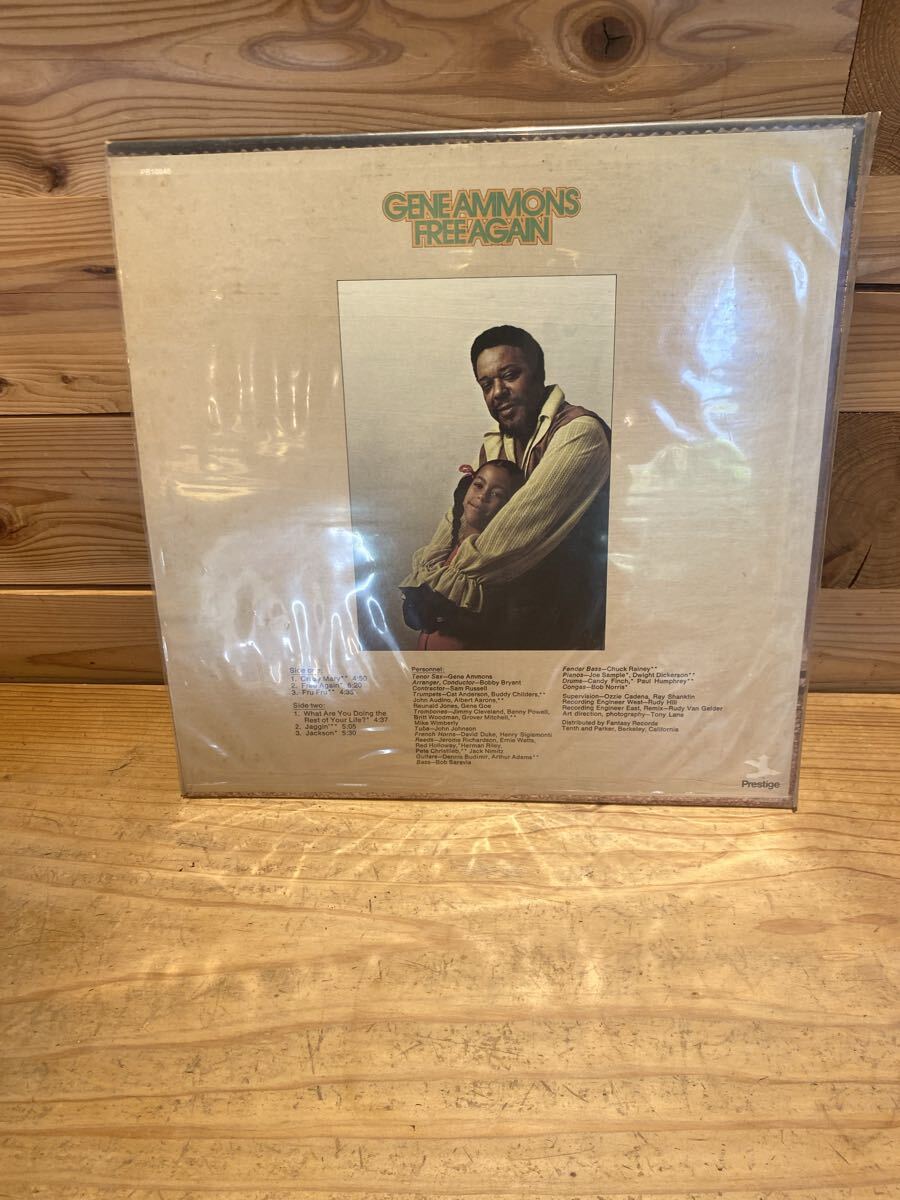 GENE AMMONS
FREE AGAIN
Side one:
1. Crazy Mary** 4:50
2. Free Again* 6:20
3. Fru Fru** 4:35
Side two:
1. What Are You Doing the
Rest of Your Life?* 4:37
2. Jaggin'** 5:05
3. Jackson* 5:30
Personnel:
Tenor Sax—Gene Ammons
Arranger, Conductor—Bobby Bryant
Contractor—Sam Russell
Trumpets—Cat Anderson, Buddy Childers,**
John Audino, Albert Aarons,**
Reunald Jones, Gene Goe
Trombones—Jimmy Cleveland, Benny Powell,
Britt Woodman, Grover Mitchell,**
Mike Wimberly
Tuba—John Johnson
French Horns—David Duke, Henry Sigismonti
Reeds—Jerome Richardson, Ernie Watts,
Red Holloway,*Herman Riley,
Pete Christlieb,** Jack Nimitz
Guitars—Dennis Budimir, Arthur Adams**
Bass—Bob Saravia
Fender Bass—Chuck Rainey**
Pianos—Joe Sample*, Dwight Dickerson**
Drums—Candy Finch,* Paul Humphrey**
Congas—Bob Norris*
Supervision—Ozzie Cadena, Ray Shanklin
Recording Engineer West—Rudy Hill
Recording Engineer East, Remix—Rudy Van Gelder
Art direction, photography—Tony Lane
Distributed by Fantasy Records
Tenth and Parker, Berkeley, California
Prestige